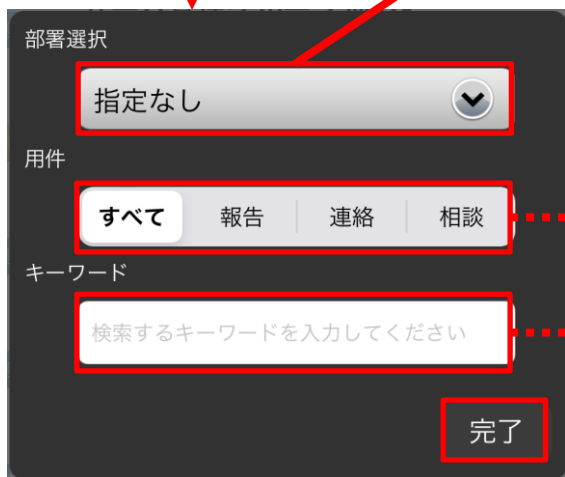 部署選択
指定なし
用件
すべて 報告 連絡 相談
キーワード
検索するキーワードを入力してください
完了